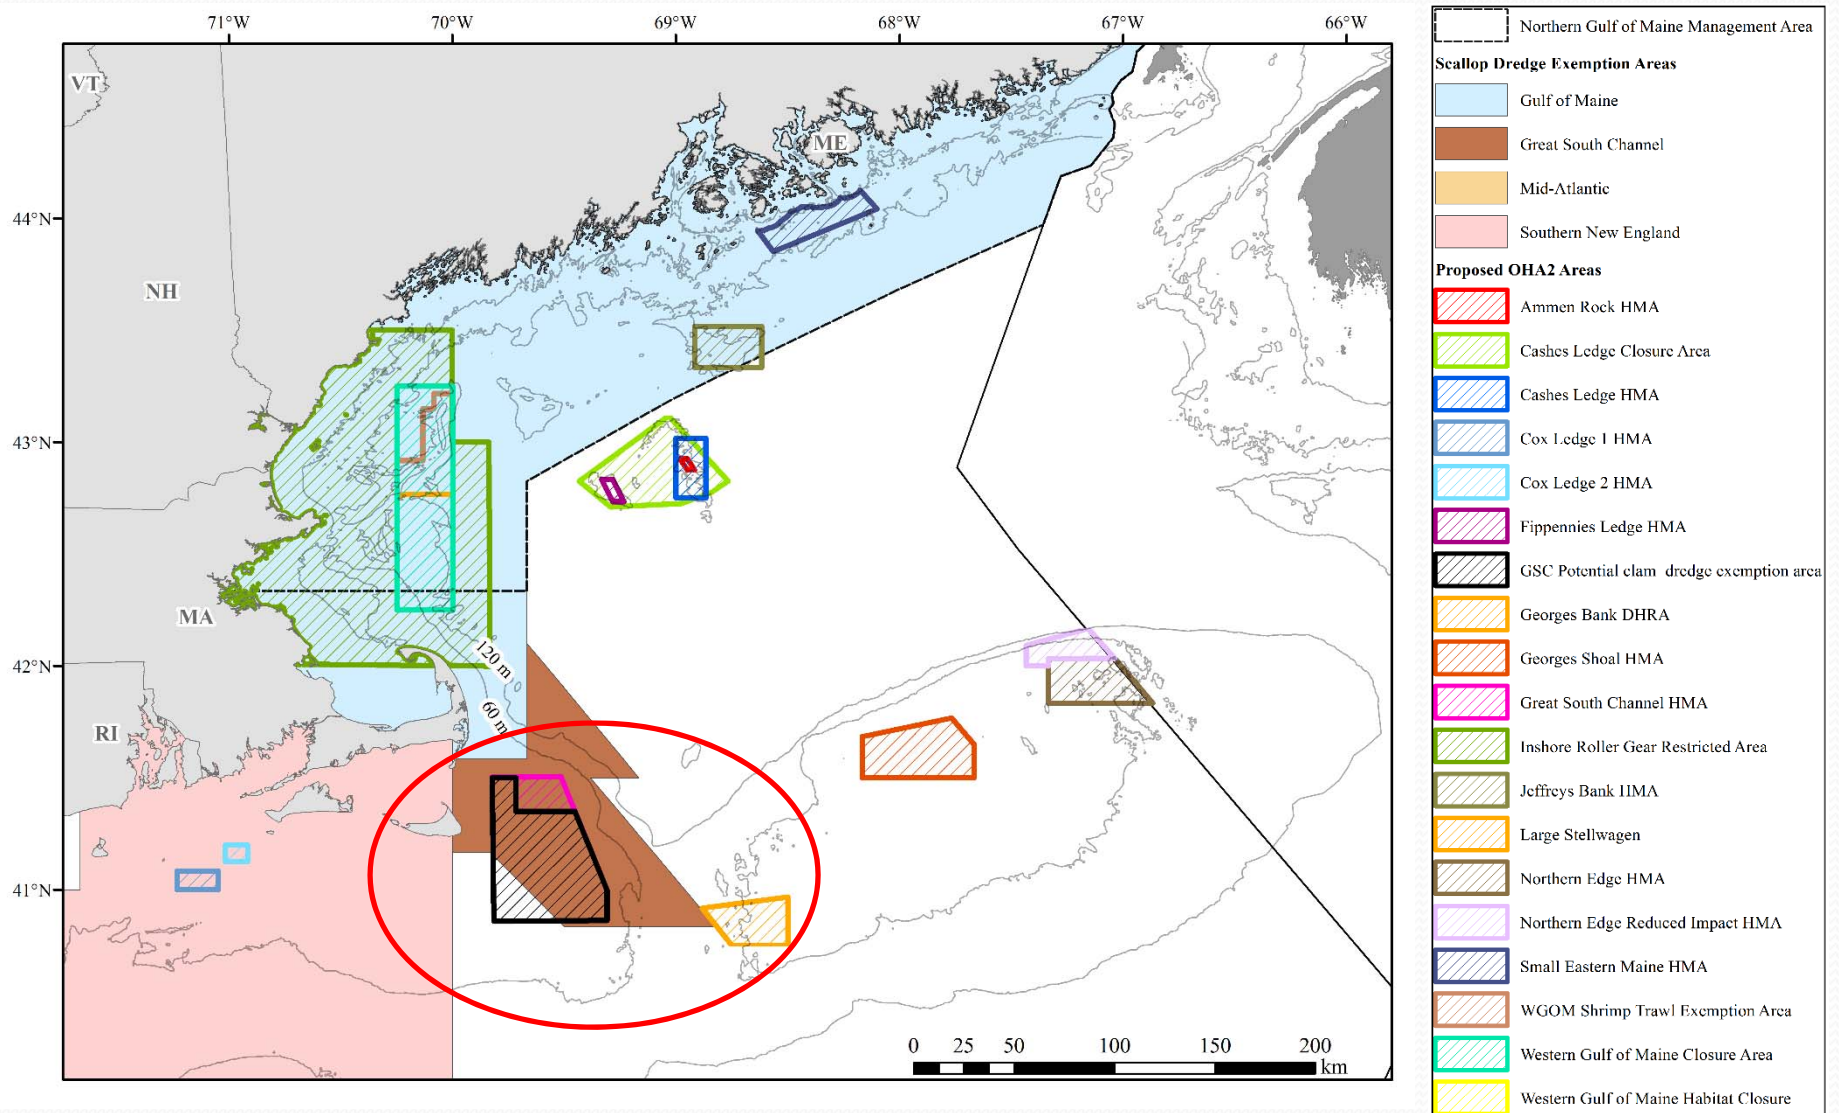 71°W 70°W 69°W 68°W 67°W 66°W
VT
ME
44°N
NH
43°N
MA
120 m
42°N
60 m
RI
41°N
0 25 50 100 150 200
km
Northern Gulf of Maine Management Area
Scallop Dredge Exemption Areas
Gulf of Maine
Great South Channel
Mid-Atlantic
Southern New England
Proposed OHA2 Areas
Ammen Rock HMA
Cashes Ledge Closure Area
Cashes Ledge HMA
Cox Ledge 1 HMA
Cox Ledge 2 HMA
Fippennies Ledge HMA
GSC Potential clam dredge exemption area
Georges Bank DHRA
Georges Shoal HMA
Great South Channel HMA
Inshore Roller Gear Restricted Area
Jeffreys Bank HMA
Large Stellwagen
Northern Edge HMA
Northern Edge Reduced Impact HMA
Small Eastern Maine HMA
WGOM Shrimp Trawl Exemption Area
Western Gulf of Maine Closure Area
Western Gulf of Maine Habitat Closure